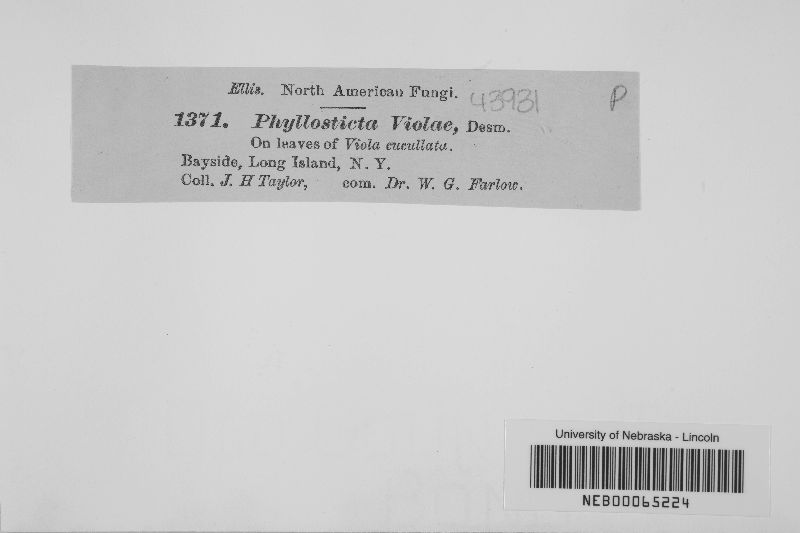 Ellis. North American Fungi. 43931 P
1371. Phyllosticta Violae, Desm.
On leaves of Viola cucullata.
Bayside, Long Island, N. Y.
Coll. J. H Taylor, com. Dr. W. G. Farlow.
University of Nebraska - Lincoln
NEB00065224